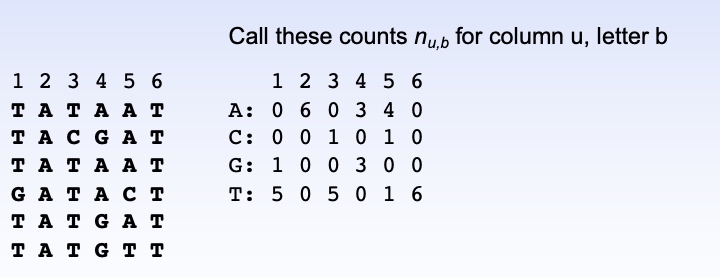 Call these counts nu,b for column u, letter b
1 2 3 4 5 6
T A T A A T
T A C G A T
T A T A A T
G A T A C T
T A T G A T
T A T G T T
1 2 3 4 5 6
A: 0 6 0 3 4 0
C: 0 0 1 0 1 0
G: 1 0 0 3 0 0
T: 5 0 5 0 1 6